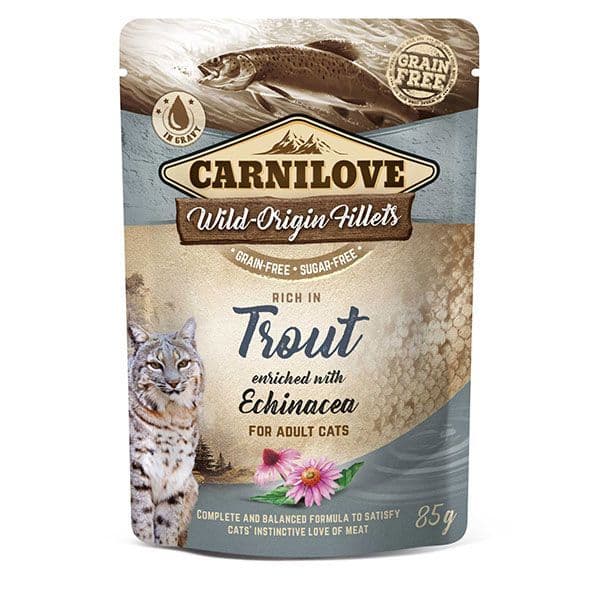 GRAIN
FREE
IN GRAVY
CARNILOVE
Wild-Origin Fillets
• GRAIN-FREE • SUGAR-FREE •
RICH IN
Trout
enriched with
Echinacea
FOR ADULT CATS
COMPLETE AND BALANCED FORMULA TO SATISFY
CATS' INSTINCTIVE LOVE OF MEAT
85g